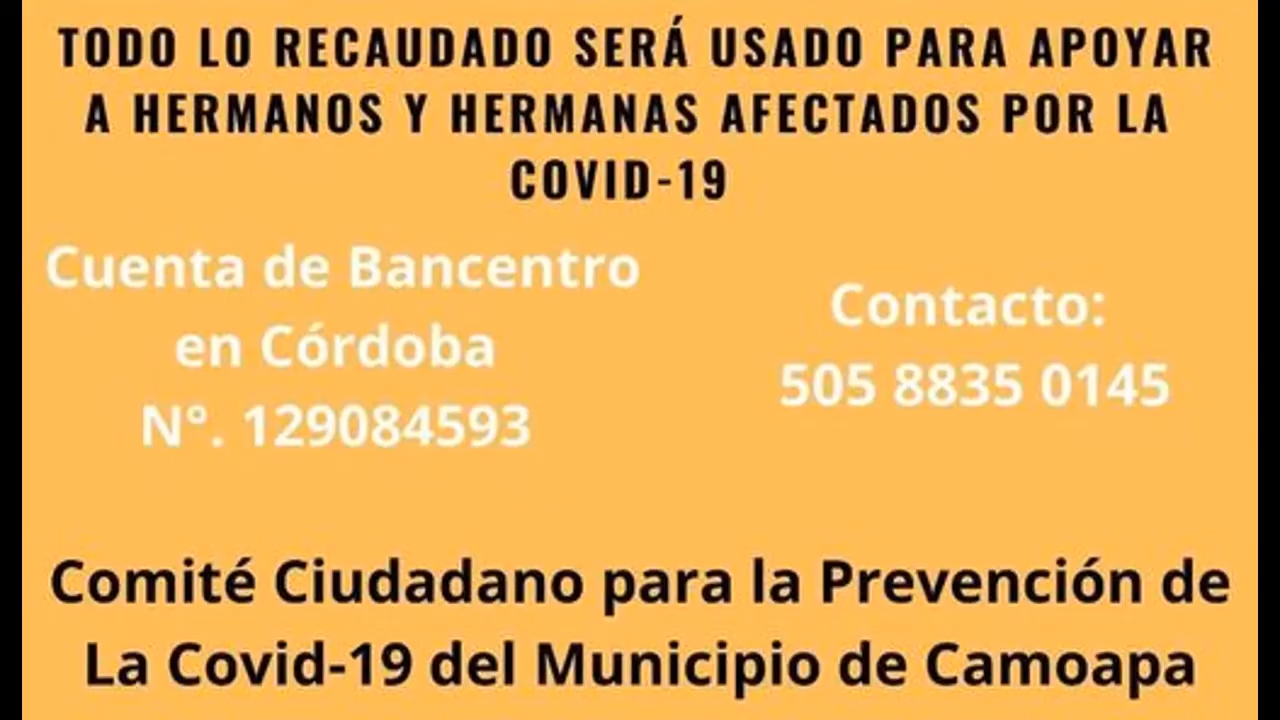 TODO LO RECAUDADO SERÁ USADO PARA APOYAR
A HERMANOS Y HERMANAS AFECTADOS POR LA
COVID-19
Cuenta de Bancentro
en Córdoba
N°. 129084593
Contacto:
505 8835 0145
Comité Ciudadano para la Prevención de
La Covid-19 del Municipio de Camoapa